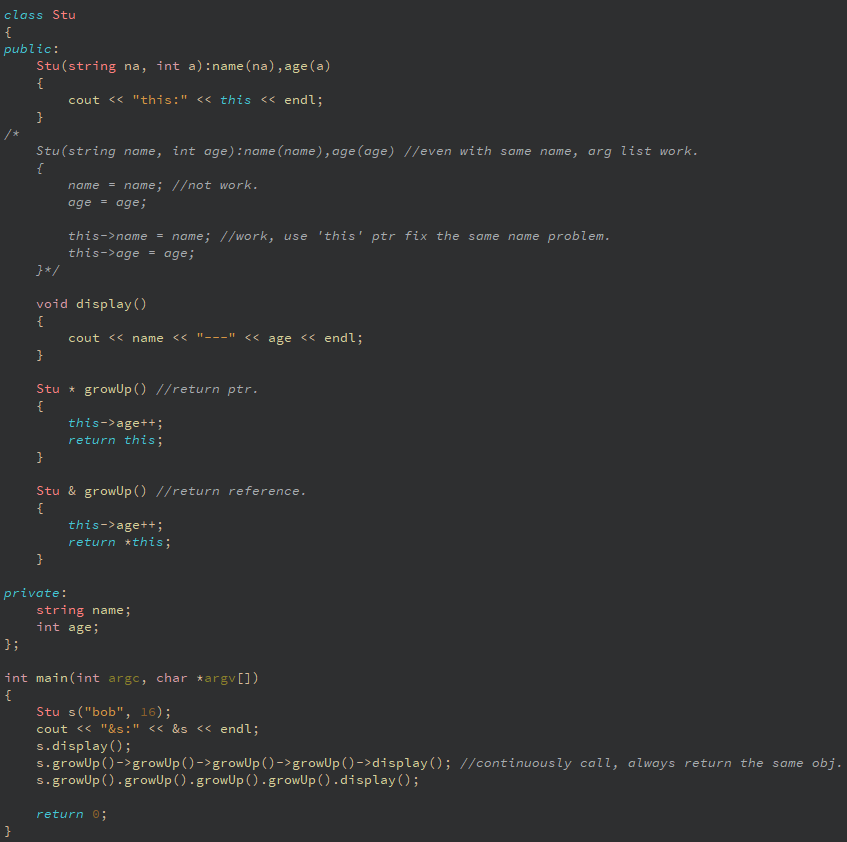 class Stu
{
public:
    Stu(string na, int a):name(na),age(a)
    {
        cout << "this:" << this << endl;
    }
/*
    Stu(string name, int age):name(name),age(age) //even with same name, arg list work.
    {
        name = name; //not work.
        age = age;

        this->name = name; //work, use 'this' ptr fix the same name problem.
        this->age = age;
    }*/

    void display()
    {
        cout << name << "---" << age << endl;
    }

    Stu * growUp() //return ptr.
    {
        this->age++;
        return this;
    }

    Stu & growUp() //return reference.
    {
        this->age++;
        return *this;
    }

private:
    string name;
    int age;
};

int main(int argc, char *argv[])
{
    Stu s("bob", 16);
    cout << "&s:" << &s << endl;
    s.display();
    s.growUp()->growUp()->growUp()->growUp()->display(); //continuously call, always return the same obj.
    s.growUp().growUp().growUp().growUp().display();

    return 0;
}